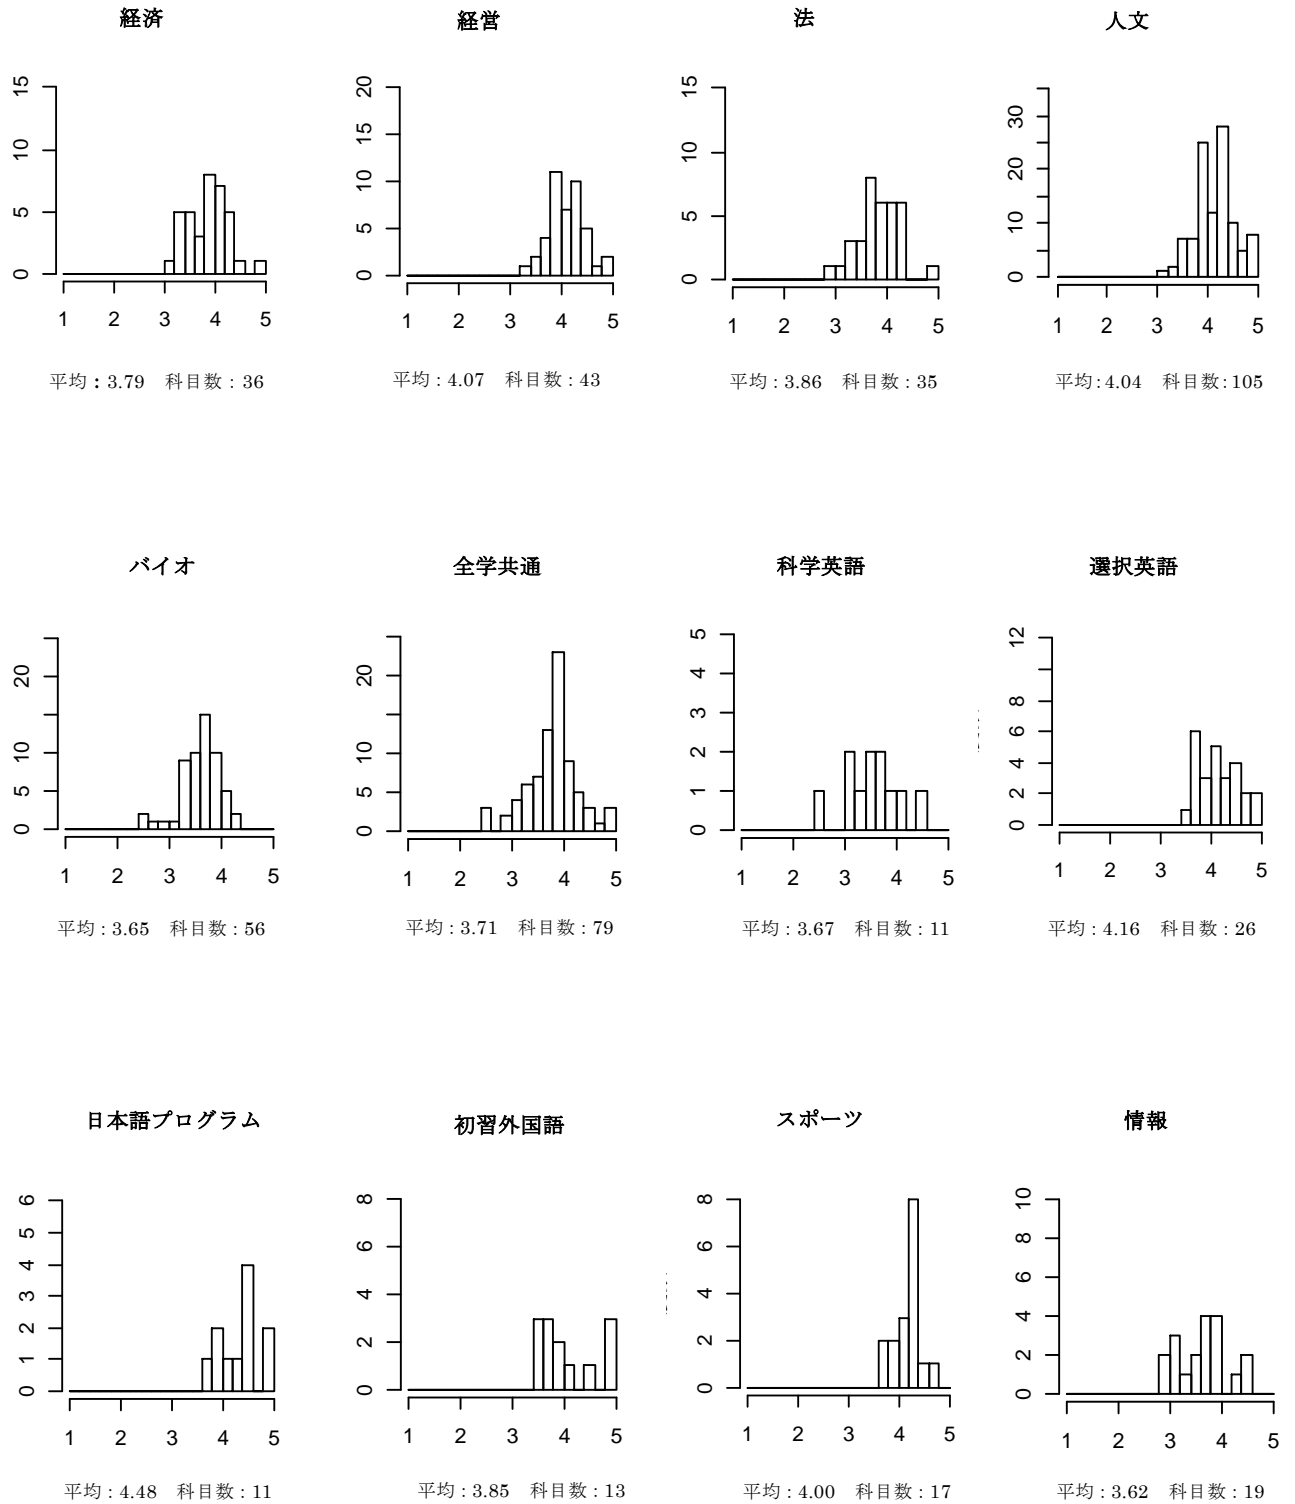 経済
経営
法
人文
0 5 10 15
1 2 3 4 5
0 5 10 15 20
1 2 3 4 5
0 5 10 15
1 2 3 4 5
0 10 20 30
1 2 3 4 5
平均：3.79　科目数：36
平均：4.07　科目数：43
平均：3.86　科目数：35
平均：4.04　科目数：105
バイオ
全学共通
科学英語
選択英語
0 5 10 20
1 2 3 4 5
0 5 10 20
1 2 3 4 5
0 1 2 3 4 5
1 2 3 4 5
0 2 4 6 8 12
1 2 3 4 5
平均：3.65　科目数：56
平均：3.71　科目数：79
平均：3.67　科目数：11
平均：4.16　科目数：26
日本語プログラム
初習外国語
スポーツ
情報
0 1 2 3 4 5 6
1 2 3 4 5
0 2 4 6 8
1 2 3 4 5
0 2 4 6 8
1 2 3 4 5
0 2 4 6 8 10
1 2 3 4 5
平均：4.48　科目数：11
平均：3.85　科目数：13
平均：4.00　科目数：17
平均：3.62　科目数：19